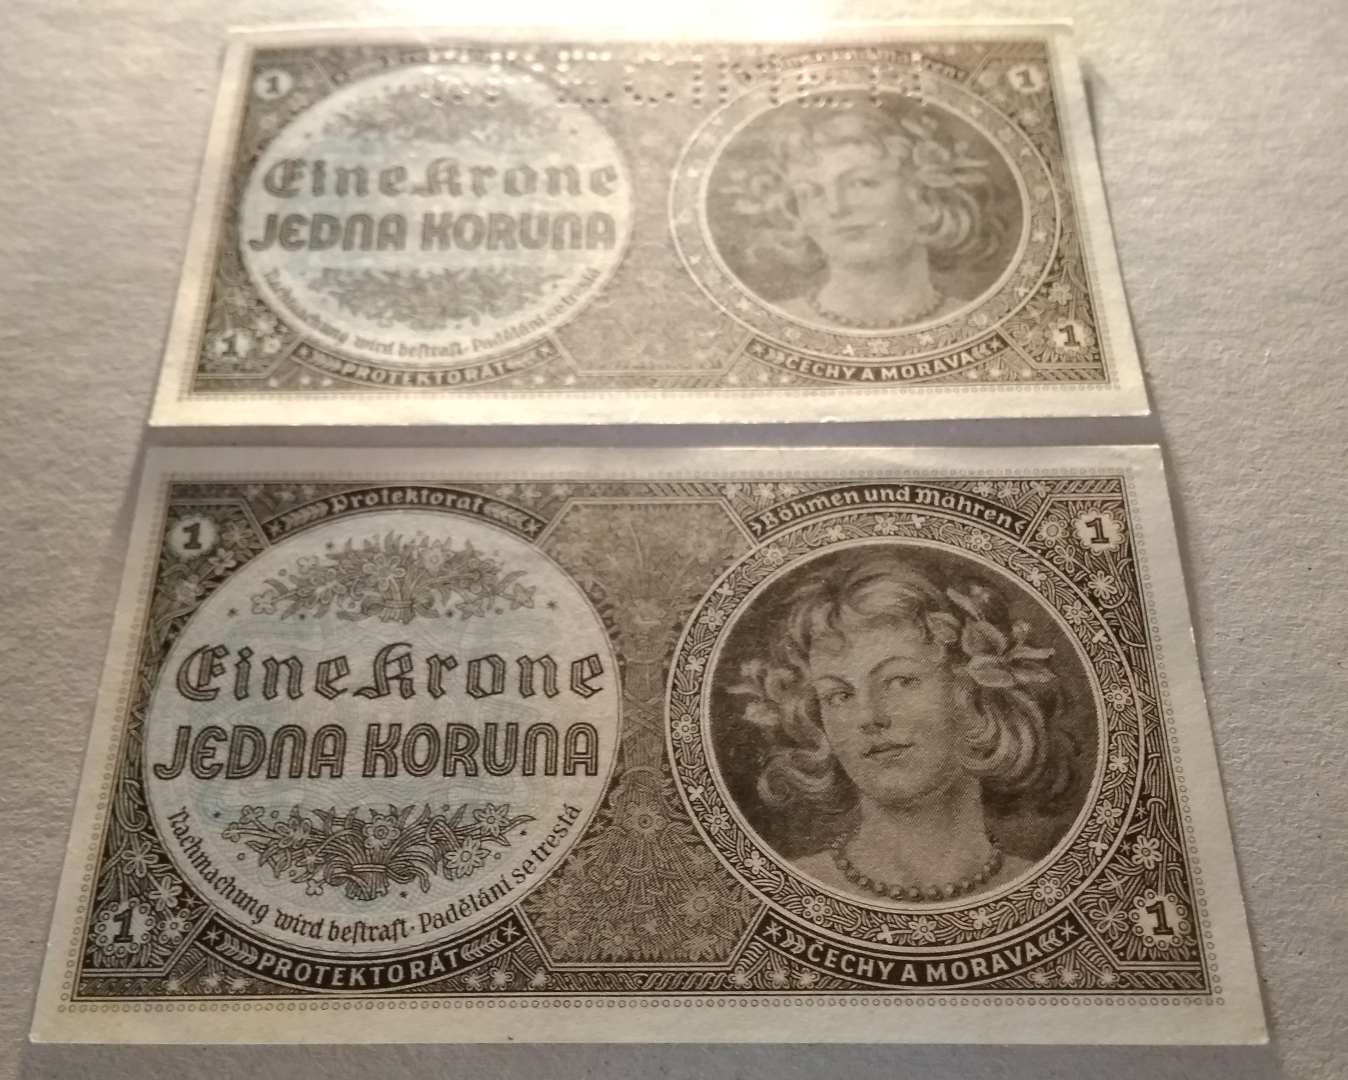 1
1
Eine Krone
JEDNA KORUNA
Nachmachung wird bestraft · Padělání se trestá
1
1
PROTEKTORÁT
ČECHY A MORAVA
Protektorat
Böhmen und Mähren
1
1
Eine Krone
JEDNA KORUNA
Nachmachung wird bestraft · Padělání se trestá
1
1
PROTEKTORÁT
ČECHY A MORAVA